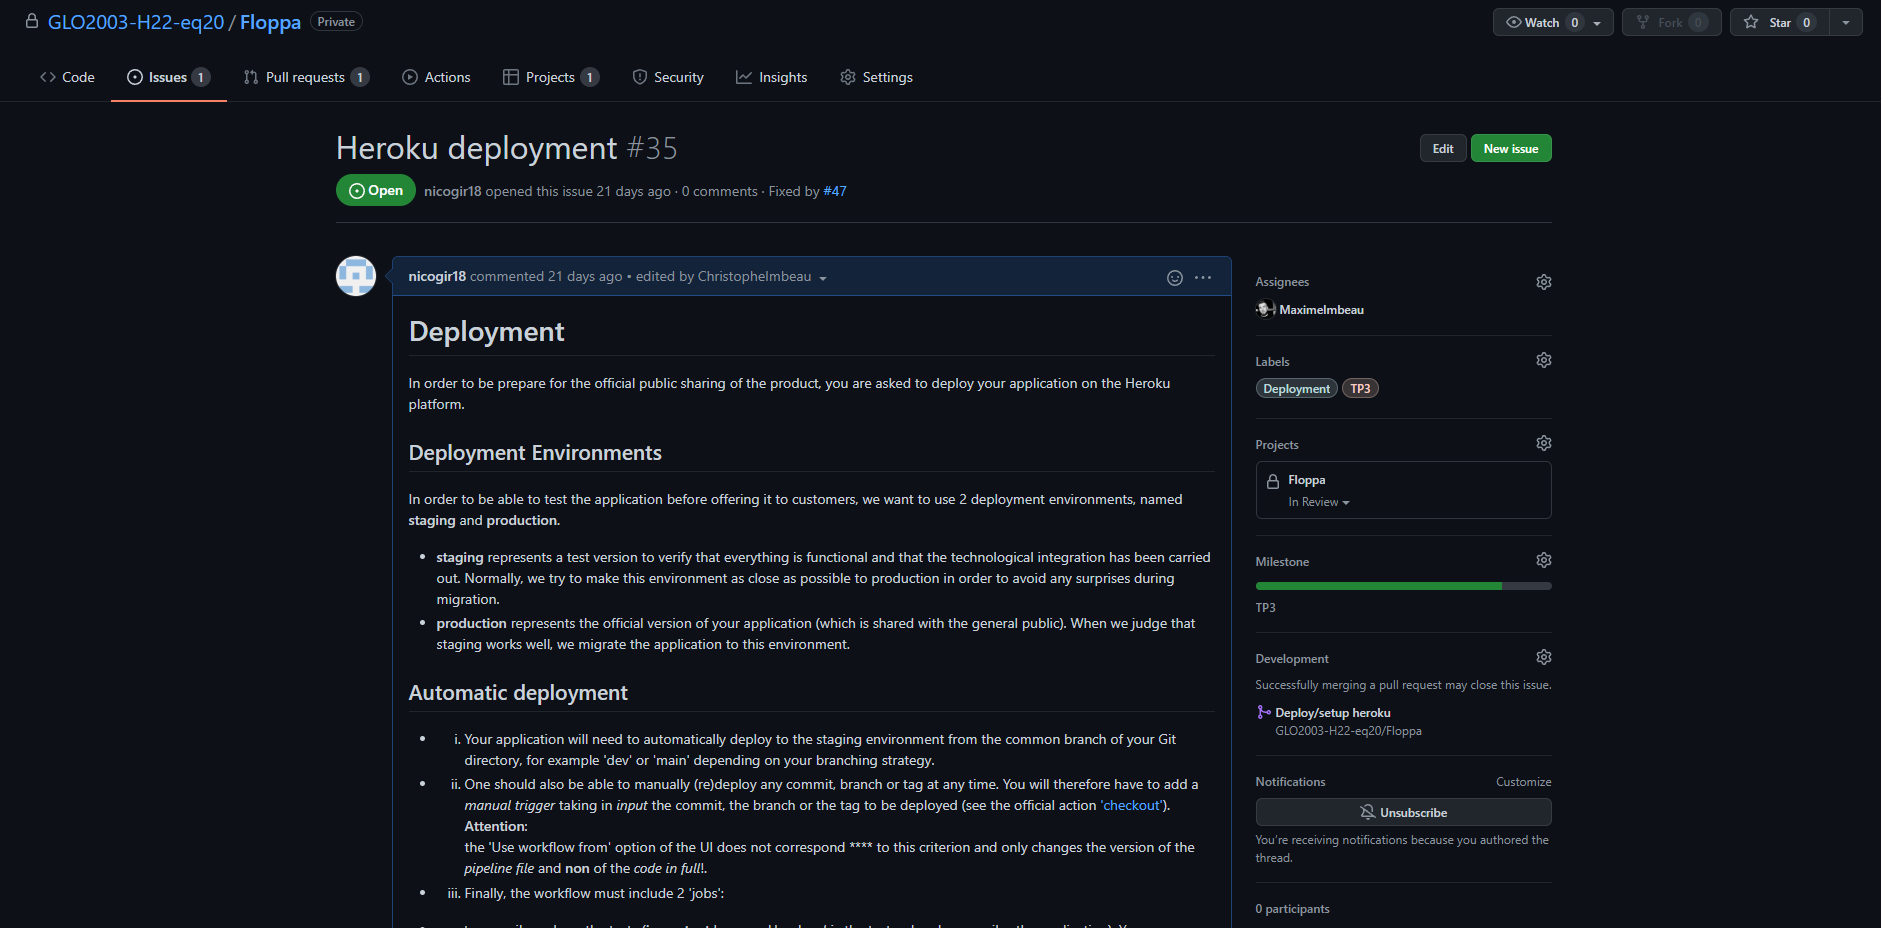 GLO2003-H22-eq20 / Floppa Private
Watch 0
Fork 0
Star 0
Code
Issues 1
Pull requests 1
Actions
Projects 1
Security
Insights
Settings
Heroku deployment #35
Edit
New issue
Open
nicogir18 opened this issue 21 days ago · 0 comments · Fixed by #47
nicogir18 commented 21 days ago • edited by ChristopheImbeau
Deployment
In order to be prepare for the official public sharing of the product, you are asked to deploy your application on the Heroku
platform.
Deployment Environments
In order to be able to test the application before offering it to customers, we want to use 2 deployment environments, named
staging and production.
• staging represents a test version to verify that everything is functional and that the technological integration has been carried
out. Normally, we try to make this environment as close as possible to production in order to avoid any surprises during
migration.
• production represents the official version of your application (which is shared with the general public). When we judge that
staging works well, we migrate the application to this environment.
Automatic deployment
• i. Your application will need to automatically deploy to the staging environment from the common branch of your Git
directory, for example 'dev' or 'main' depending on your branching strategy.
• ii. One should also be able to manually (re)deploy any commit, branch or tag at any time. You will therefore have to add a
manual trigger taking in input the commit, the branch or the tag to be deployed (see the official action 'checkout').
Attention:
the 'Use workflow from' option of the UI does not correspond **** to this criterion and only changes the version of the
pipeline file and non of the code in full!.
• iii. Finally, the workflow must include 2 'jobs':
Assignees
MaximeImbeau
Labels
Deployment TP3
Projects
Floppa
In Review
Milestone
TP3
Development
Successfully merging a pull request may close this issue.
Deploy/setup heroku
GLO2003-H22-eq20/Floppa
Notifications Customize
Unsubscribe
You're receiving notifications because you authored the
thread.
0 participants